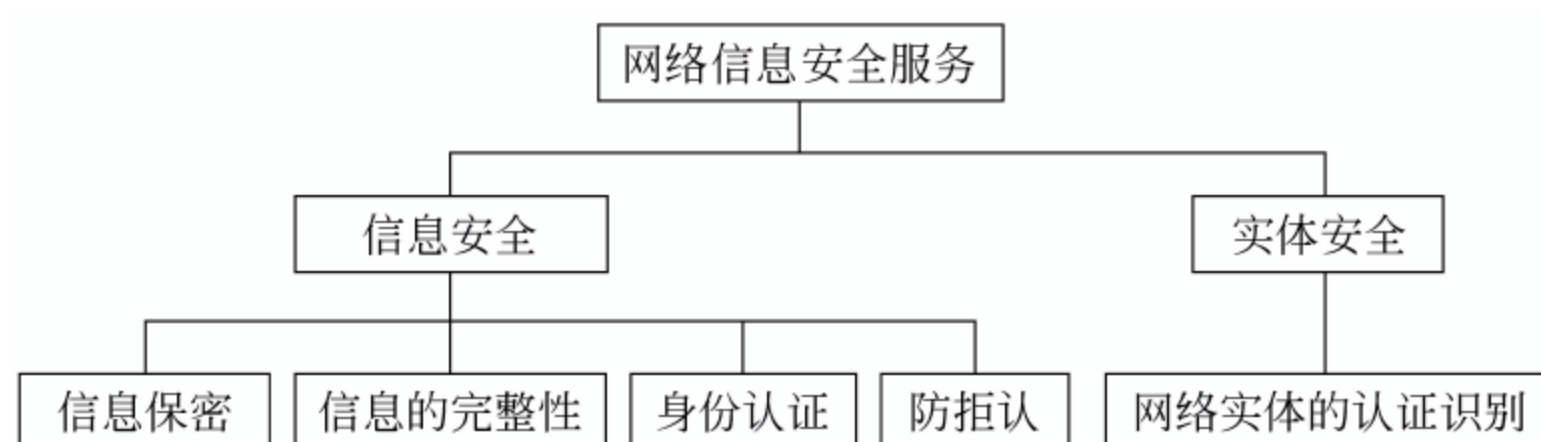 网络信息安全服务
信息安全
实体安全
信息保密
信息的完整性
身份认证
防拒认
网络实体的认证识别